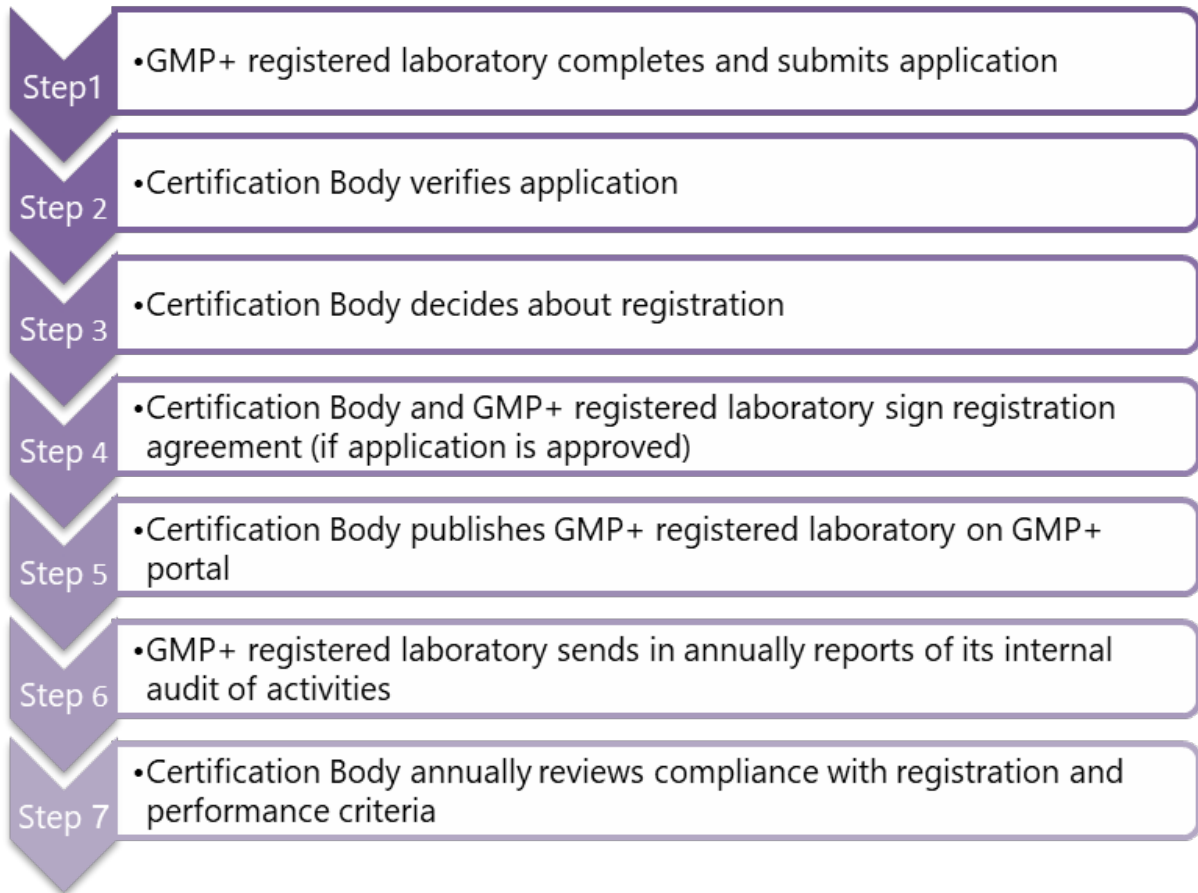 Step1
•GMP+ registered laboratory completes and submits application
Step 2
•Certification Body verifies application
Step 3
•Certification Body decides about registration
Step 4
•Certification Body and GMP+ registered laboratory sign registration
agreement (if application is approved)
Step 5
•Certification Body publishes GMP+ registered laboratory on GMP+
portal
Step 6
•GMP+ registered laboratory sends in annually reports of its internal
audit of activities
Step 7
•Certification Body annually reviews compliance with registration and
performance criteria